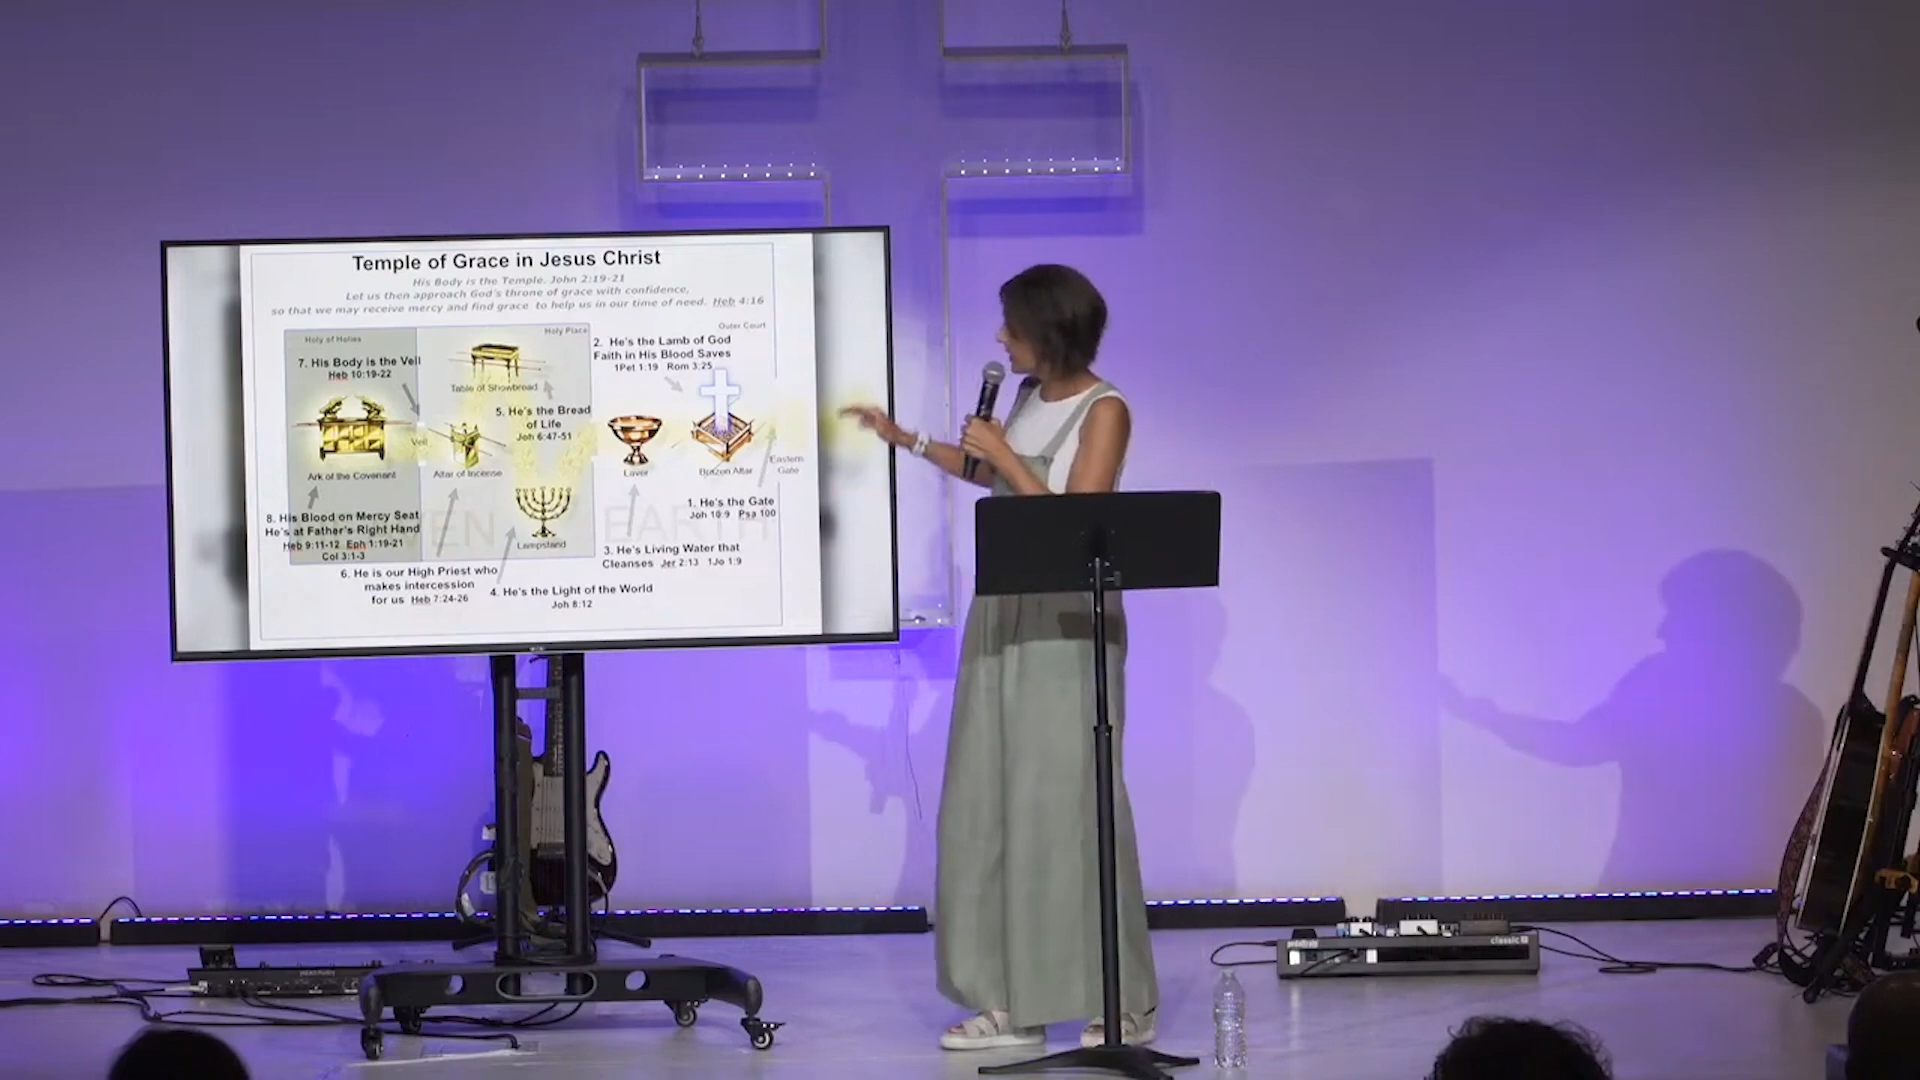 Temple of Grace in Jesus Christ
His Body is the Temple. John 2:19-21
Let us then approach God's throne of grace with confidence,
so that we may receive mercy and find grace to help us in our time of need. Heb 4:16
Holy of Holies
Holy Place
Outer Court
7. His Body is the Veil
Heb 10:19-22
Table of Showbread
2. He's the Lamb of God
Faith in His Blood Saves
1Pet 1:19 Rom 3:25
5. He's the Bread
of Life
Joh 6:47-51
Veil
Ark of the Covenant
Altar of Incense
Laver
Brazen Altar
Eastern
Gate
1. He's the Gate
Joh 10:9 Psa 100
8. His Blood on Mercy Seat
He's at Father's Right Hand
Heb 9:11-12 Eph 1:19-21
Col 3:1-3
VEN
EARTH
Lampstand
3. He's Living Water that
Cleanses Jer 2:13 1Jo 1:9
6. He is our High Priest who
makes intercession
for us Heb 7:24-26
4. He's the Light of the World
Joh 8:12
classic